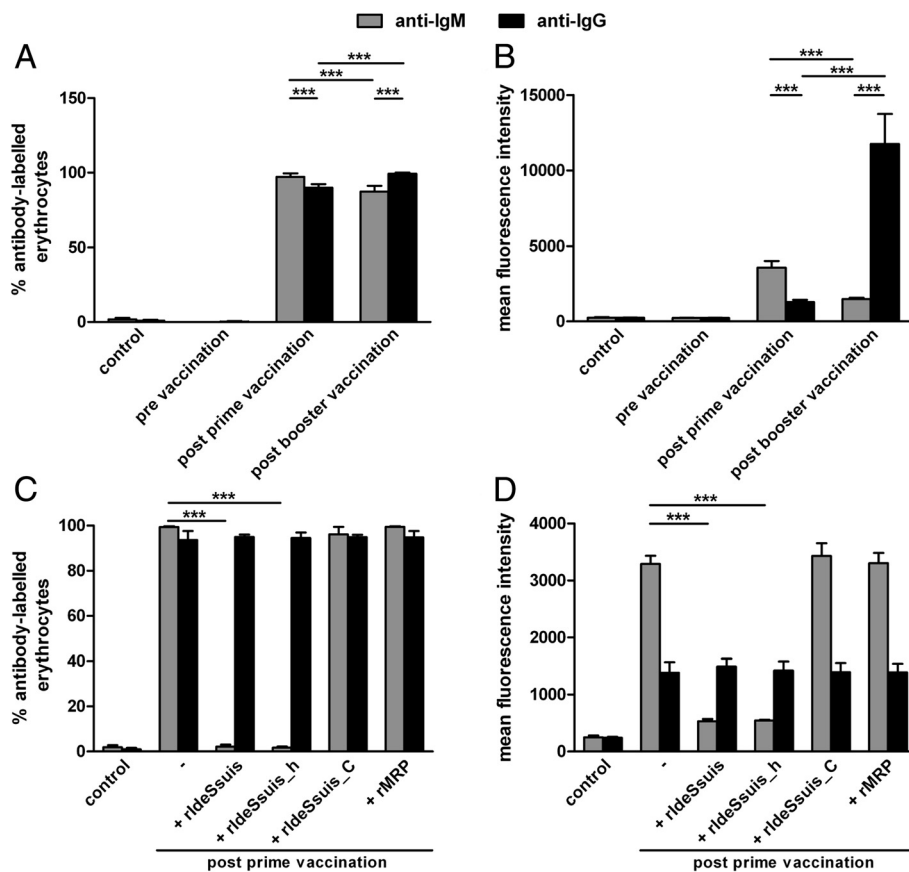 anti-IgM anti-IgG
A
***
***
*** ***
% antibody-labelled
erythrocytes
150
100
50
0
control
pre vaccination
post prime vaccination
post booster vaccination
B
***
***
*** ***
mean fluorescence intensity
15000
10000
5000
0
control
pre vaccination
post prime vaccination
post booster vaccination
C
***
***
% antibody-labelled
erythrocytes
100
80
60
40
20
0
control
-
+ rIdeSsuis
+ rIdeSsuis_h
+ rIdeSsuis_C
+ rMRP
post prime vaccination
D
***
***
mean fluorescence intensity
4000
3000
2000
1000
0
control
-
+ rIdeSsuis
+ rIdeSsuis_h
+ rIdeSsuis_C
+ rMRP
post prime vaccination